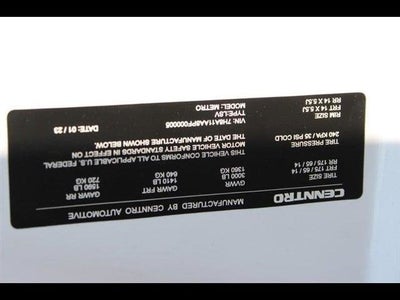 CENNTRO MANUFACTURED BY CENNTRO AUTOMOTIVE
TIRE SIZE GVWR GAWR FRT GAWR RR
FRT 175 / 65 / 14 3000 LB 1410 LB 1590 LB
RR 175 / 65 / 14 1360 KG 640 KG 720 KG
TIRE PRESSURE THIS VEHICLE CONFORMS TO ALL APPLICABLE U.S. FEDERAL
240 KPA / 35 PSI COLD MOTOR VEHICLE SAFETY STANDARDS IN EFFECT ON
THE DATE OF MANUFACTURE SHOWN BELOW.
RIM SIZE VIN: 7H8A11AA8PF000005 DATE: 01 / 23
FRT 14 X 5.5J TYPE:LSV
RR 14 X 5.5J MODEL: METRO